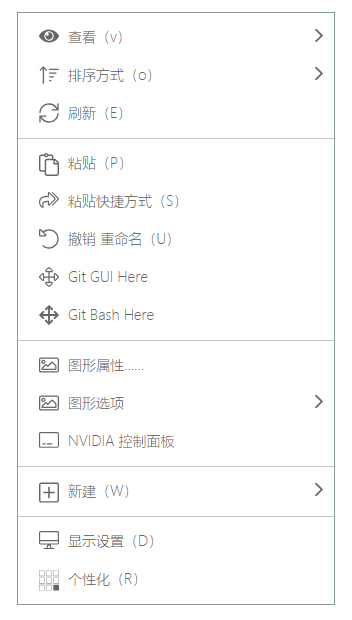 查看（v）
排序方式（o）
刷新（E）
粘贴（P）
粘贴快捷方式（S）
撤销 重命名（U）
Git GUI Here
Git Bash Here
图形属性……
图形选项
NVIDIA 控制面板
新建（W）
显示设置（D）
个性化（R）